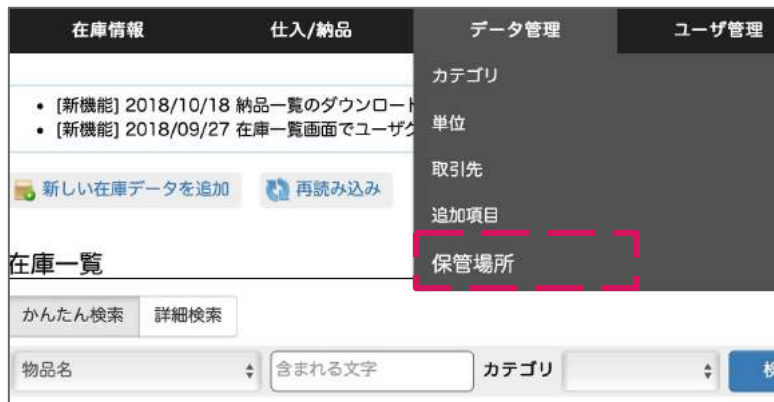 在庫情報 仕入/納品 データ管理 ユーザ管理
カテゴリ
• [新機能] 2018/10/18 納品一覧のダウンロー
• [新機能] 2018/09/27 在庫一覧画面でユーザ
単位
取引先
新しい在庫データを追加 再読み込み
追加項目
保管場所
在庫一覧
かんたん検索 詳細検索
物品名 含まれる文字 カテゴリ 検